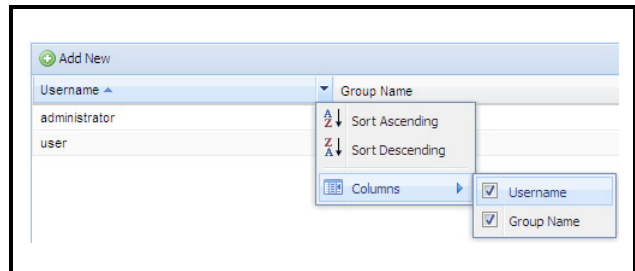 Add New
Username Group Name
administrator
user
Sort Ascending
Sort Descending
Columns
Username
Group Name